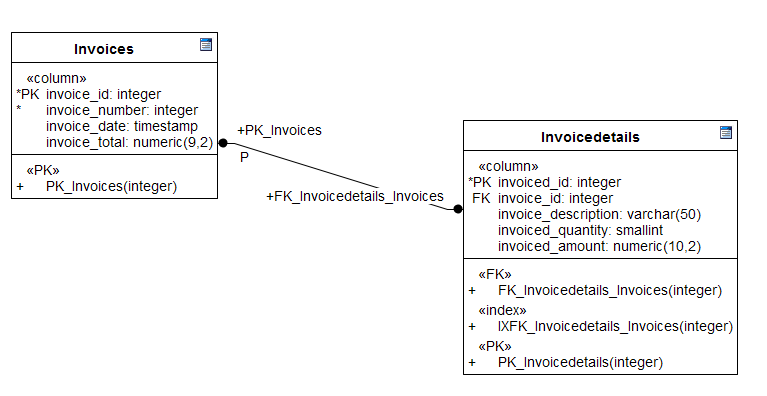 Invoices
«column»
*PK invoice_id: integer
* invoice_number: integer
invoice_date: timestamp
invoice_total: numeric(9,2)
«PK»
+ PK_Invoices(integer)
+PK_Invoices
P
+FK_Invoicedetails_Invoices
Invoicedetails
«column»
*PK invoiced_id: integer
FK invoice_id: integer
invoice_description: varchar(50)
invoiced_quantity: smallint
invoiced_amount: numeric(10,2)
«FK»
+ FK_Invoicedetails_Invoices(integer)
«index»
+ IXFK_Invoicedetails_Invoices(integer)
«PK»
+ PK_Invoicedetails(integer)